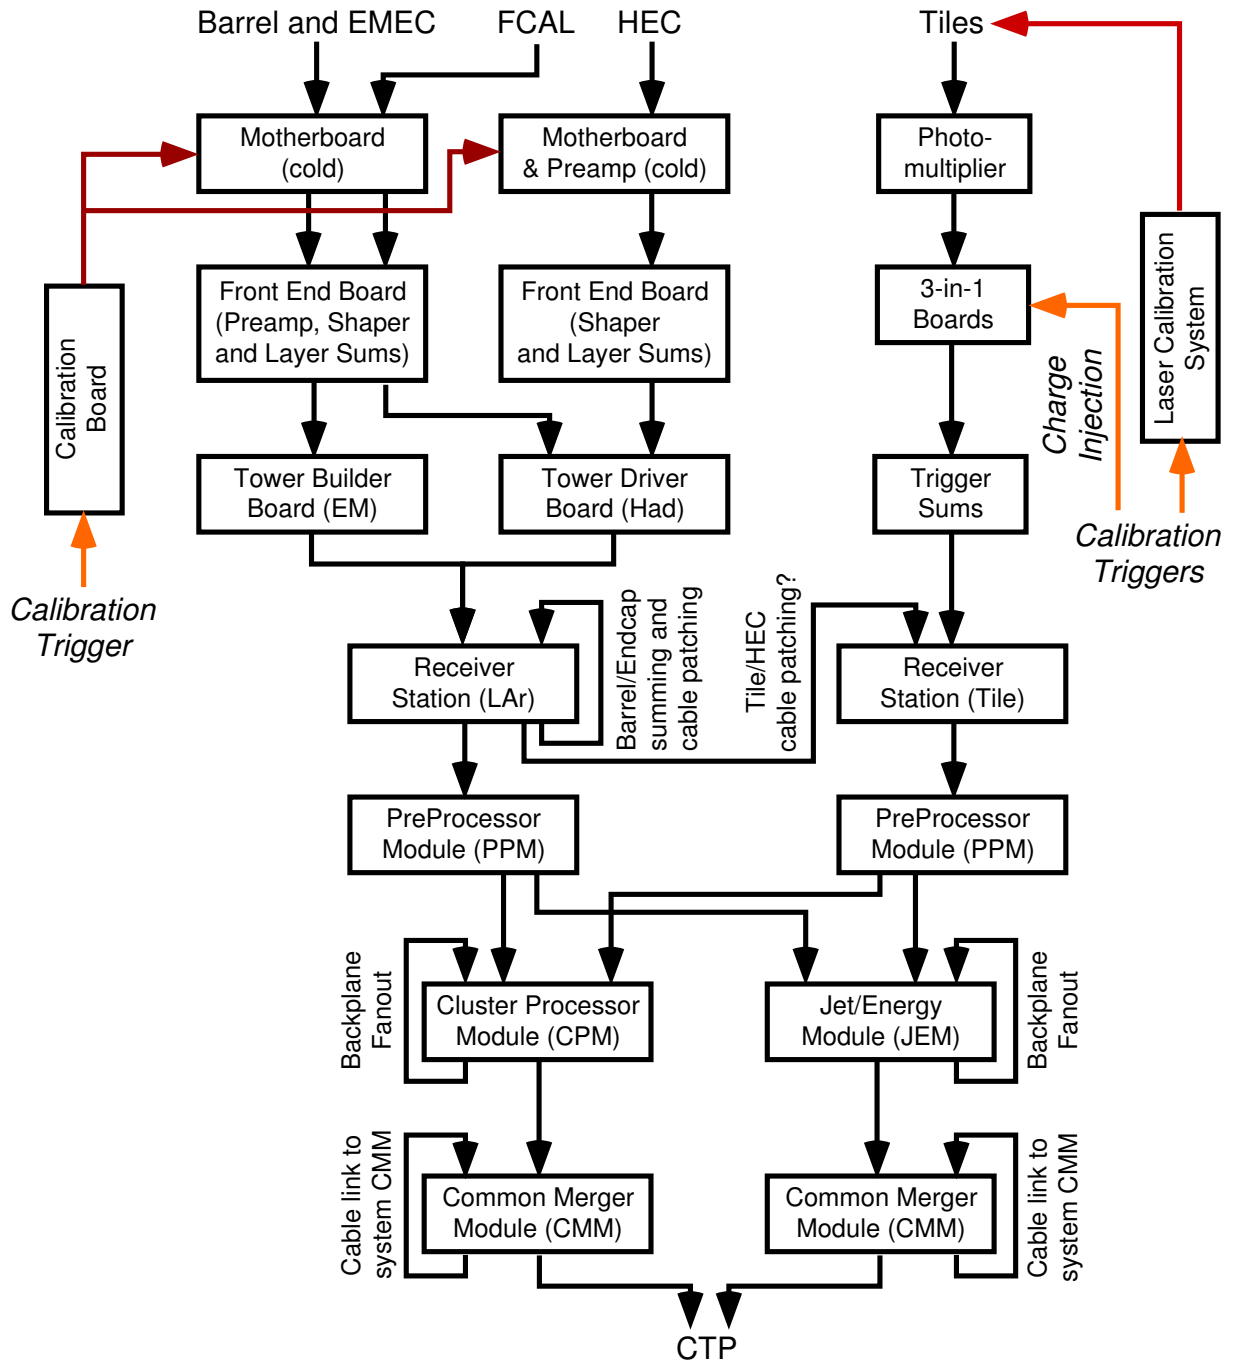 Barrel and EMEC
FCAL
HEC
Tiles
Motherboard
(cold)
Motherboard
& Preamp (cold)
Photo-
multiplier
Laser Calibration
System
Calibration
Board
Front End Board
(Preamp, Shaper
and Layer Sums)
Front End Board
(Shaper
and Layer Sums)
3-in-1
Boards
Charge
Injection
Tower Builder
Board (EM)
Tower Driver
Board (Had)
Trigger
Sums
Calibration
Triggers
Calibration
Trigger
Receiver
Station (LAr)
Barrel/Endcap
summing and
cable patching
Tile/HEC
cable patching?
Receiver
Station (Tile)
PreProcessor
Module (PPM)
PreProcessor
Module (PPM)
Backplane
Fanout
Cluster Processor
Module (CPM)
Jet/Energy
Module (JEM)
Backplane
Fanout
Cable link to
system CMM
Common Merger
Module (CMM)
Common Merger
Module (CMM)
Cable link to
system CMM
CTP